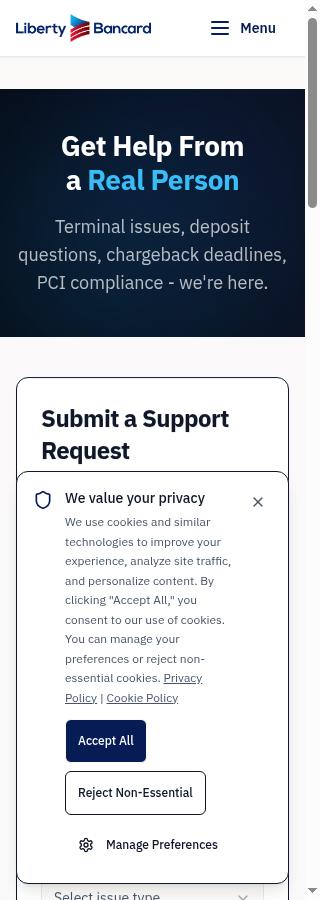 Liberty Bancard
Menu
Get Help From
a Real Person
Terminal issues, deposit
questions, chargeback deadlines,
PCI compliance - we're here.
Submit a Support
Request
We value your privacy
We use cookies and similar
technologies to improve your
experience, analyze site traffic,
and personalize content. By
clicking "Accept All," you
consent to our use of cookies.
You can manage your
preferences or reject non-
essential cookies. Privacy
Policy | Cookie Policy
Accept All
Reject Non-Essential
Manage Preferences
Select issue type